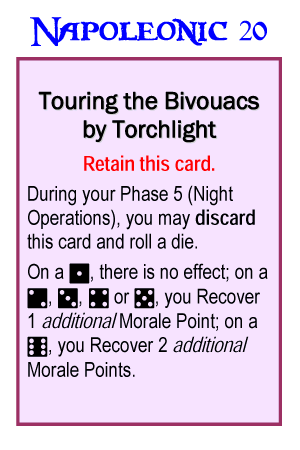 Napoleonic 20
Touring the Bivouacs
by Torchlight
Retain this card.
During your Phase 5 (Night
Operations), you may discard
this card and roll a die.
On a ⚀, there is no effect; on a
⚁, ⚂, ⚃ or ⚄, you Recover
1 additional Morale Point; on a
⚅, you Recover 2 additional
Morale Points.